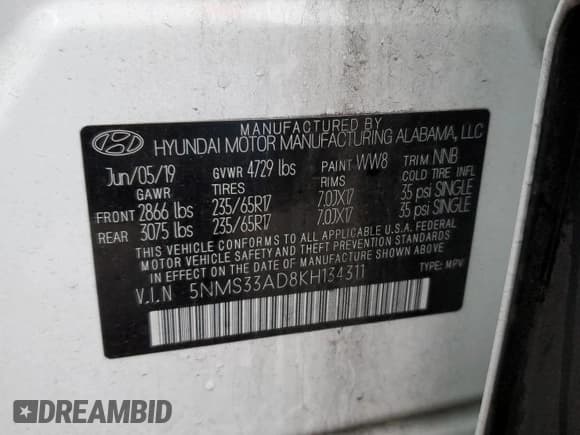 MANUFACTURED BY
HYUNDAI MOTOR MANUFACTURING ALABAMA, LLC
Jun/05/19 GVWR 4729 lbs PAINT WW8 TRIM NNB
GAWR TIRES RIMS COLD TIRE INFL
FRONT 2866 lbs 235/65R17 7.0JX17 35 psi SINGLE
REAR 3075 lbs 235/65R17 7.0JX17 35 psi SINGLE
THIS VEHICLE CONFORMS TO ALL APPLICABLE U.S.A. FEDERAL
MOTOR VEHICLE SAFETY AND THEFT PREVENTION STANDARDS
IN EFFECT ON THE DATE OF MANUFACTURE SHOWN ABOVE.
V.I.N 5NMS33AD8KH134311 TYPE: MPV
DREAMBID